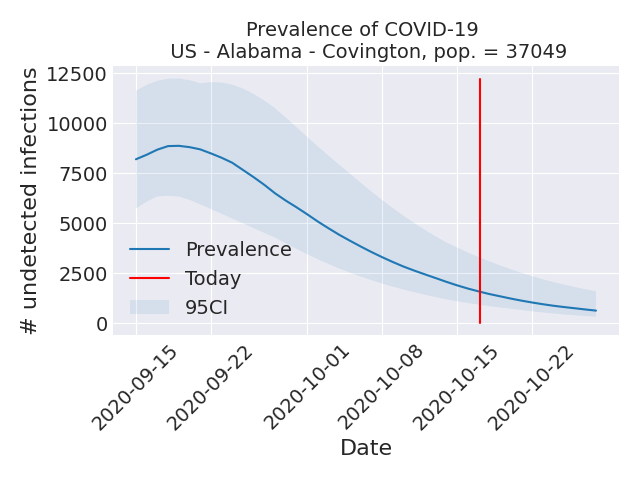 Prevalence of COVID-19
US - Alabama - Covington, pop. = 37049
# undetected infections
12500
10000
7500
5000
2500
0
Prevalence
Today
95CI
2020-09-15
2020-09-22
2020-10-01
2020-10-08
2020-10-15
2020-10-22
Date